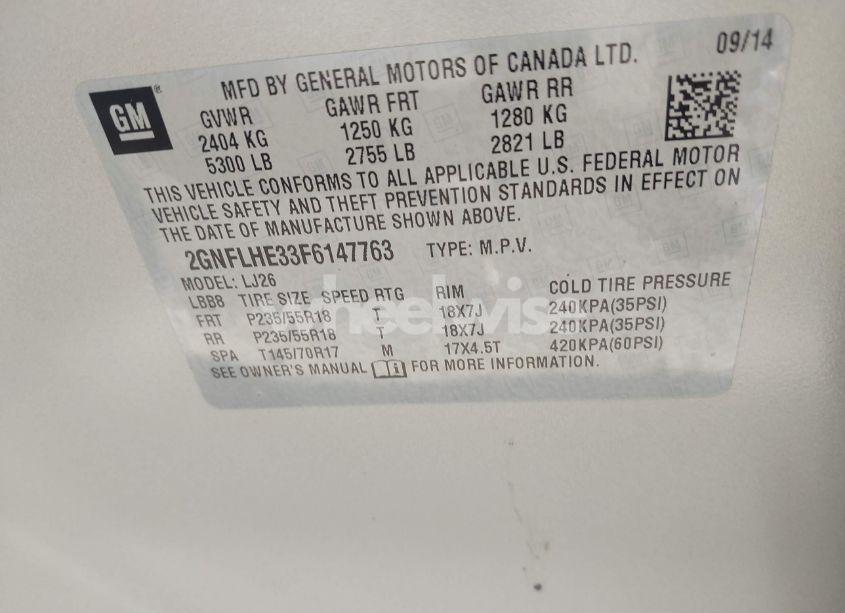 MFD BY GENERAL MOTORS OF CANADA LTD. 09/14
GM®
GVWR GAWR FRT GAWR RR
2404 KG 1250 KG 1280 KG
5300 LB 2755 LB 2821 LB
THIS VEHICLE CONFORMS TO ALL APPLICABLE U.S. FEDERAL MOTOR
VEHICLE SAFETY AND THEFT PREVENTION STANDARDS IN EFFECT ON
THE DATE OF MANUFACTURE SHOWN ABOVE.
2GNFLHE33F6147763 TYPE: M.P.V.
MODEL: LJ26
LBB8 TIRE SIZE SPEED RTG RIM COLD TIRE PRESSURE
FRT P235/55R18 T 18X7J 240KPA(35PSI)
RR P235/55R18 T 18X7J 240KPA(35PSI)
SPA T145/70R17 M 17X4.5T 420KPA(60PSI)
SEE OWNER'S MANUAL FOR MORE INFORMATION.